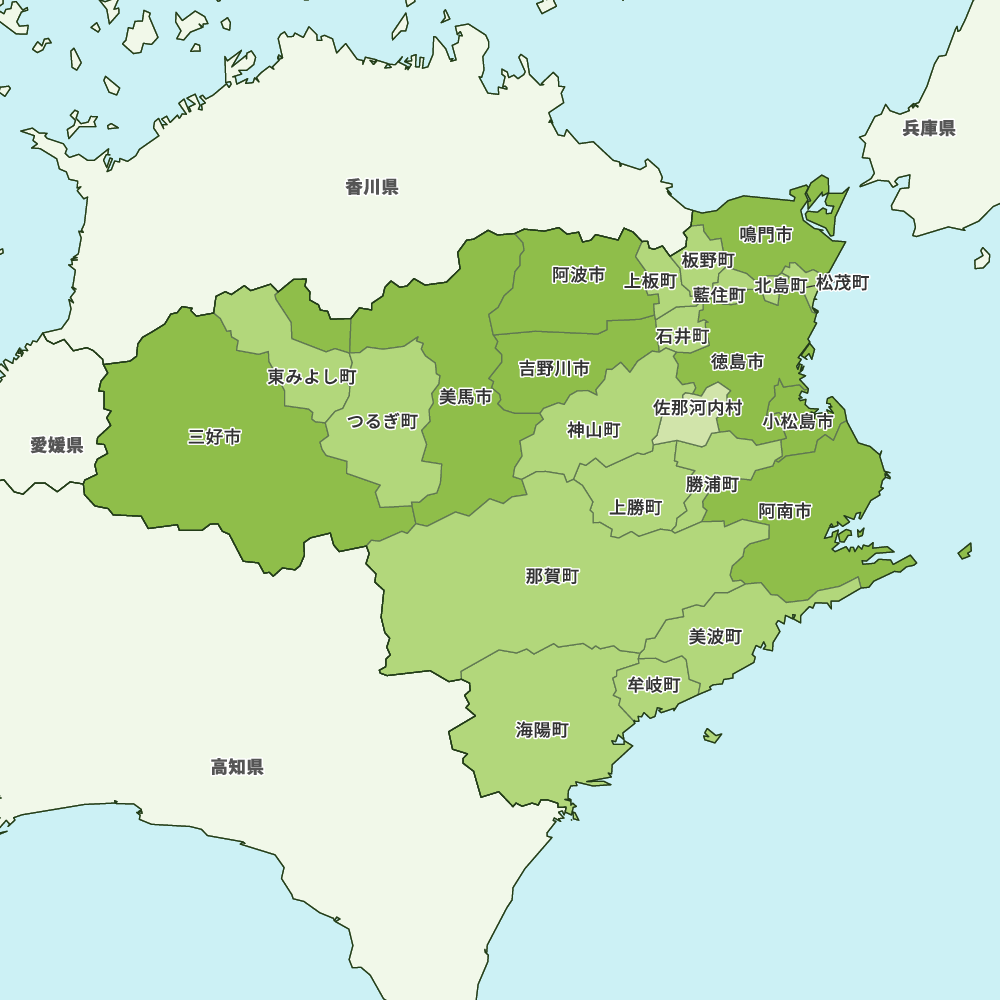 兵庫県
香川県
鳴門市
板野町
阿波市
上板町
松茂町
北島町
藍住町
石井町
徳島市
吉野川市
東みよし町
美馬市
佐那河内村
つるぎ町
小松島市
神山町
三好市
愛媛県
勝浦町
上勝町
阿南市
那賀町
美波町
牟岐町
海陽町
高知県